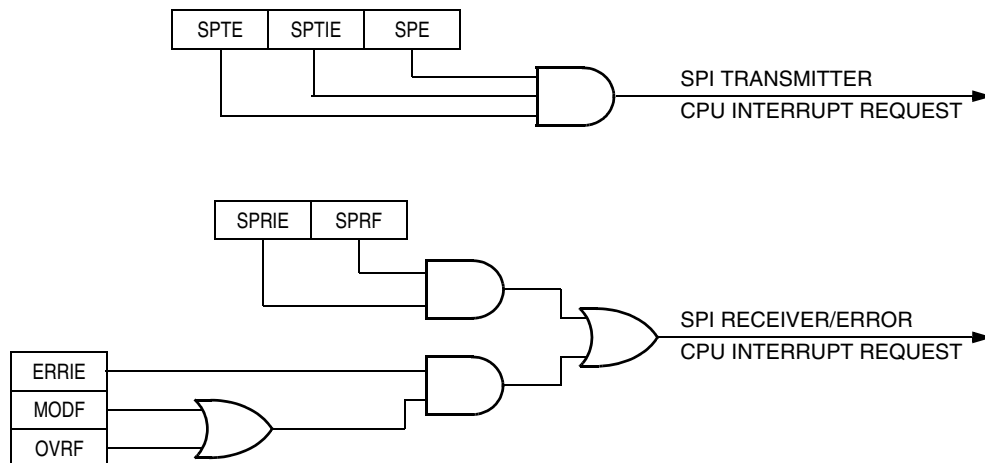 SPTE SPTIE SPE
SPI TRANSMITTER
CPU INTERRUPT REQUEST
SPRIE SPRF
SPI RECEIVER/ERROR
CPU INTERRUPT REQUEST
ERRIE
MODF
OVRF